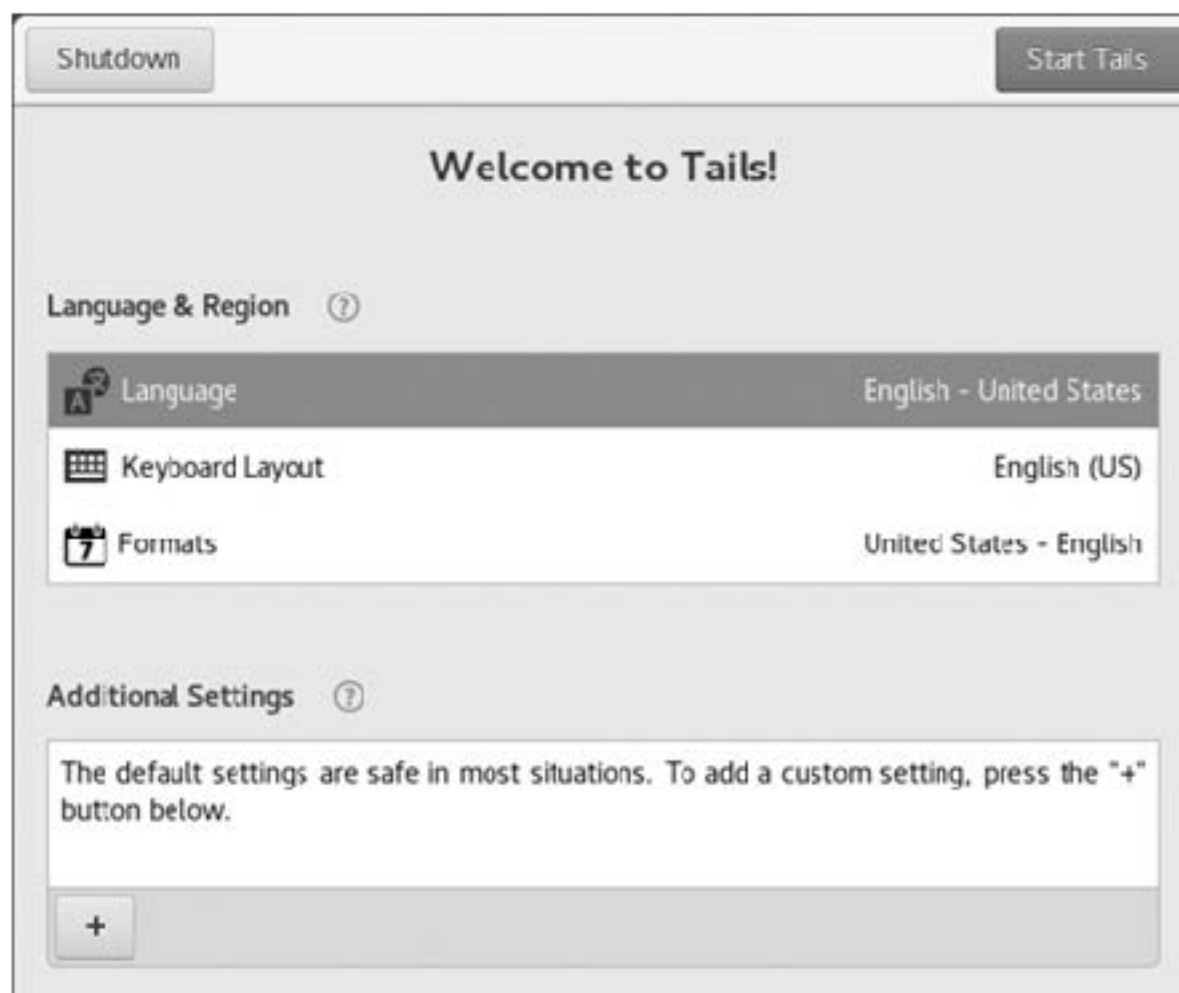 Shutdown
Start Tails
Welcome to Tails!
Language & Region ?
Language English - United States
Keyboard Layout English (US)
Formats United States - English
Additional Settings ?
The default settings are safe in most situations. To add a custom setting, press the "+"
button below.
+